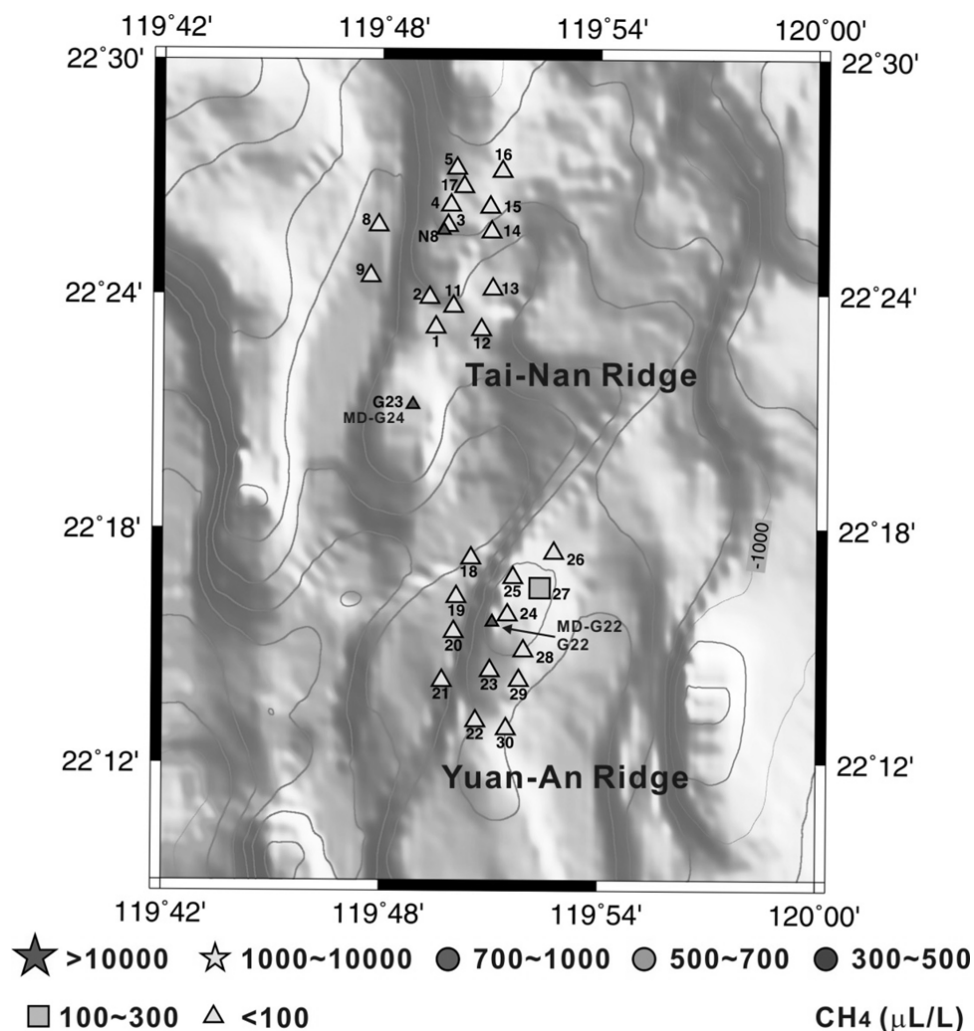 119°42' 119°48' 119°54' 120°00'
22°30' 22°30'
5 16
17
4 15
8 3
N8 14
9
2 11 13
22°24' 22°24'
1 12
Tai-Nan Ridge
G23
MD-G24
22°18' 22°18'
-1000
18 26
25 27
19
24
MD-G22
20 G22
28
21 23 29
22 30
22°12' Yuan-An Ridge 22°12'
119°42' 119°48' 119°54' 120°00'
>10000 1000~10000 700~1000 500~700 300~500
100~300 <100 CH4 (μL/L)